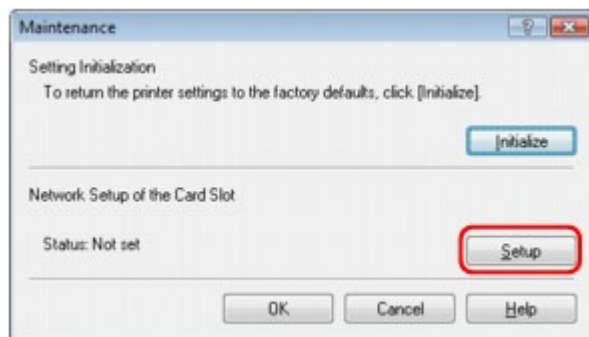 Maintenance
Setting Initialization
To return the printer settings to the factory defaults, click [Initialize].
Initialize
Network Setup of the Card Slot
Status: Not set
Setup
OK Cancel Help